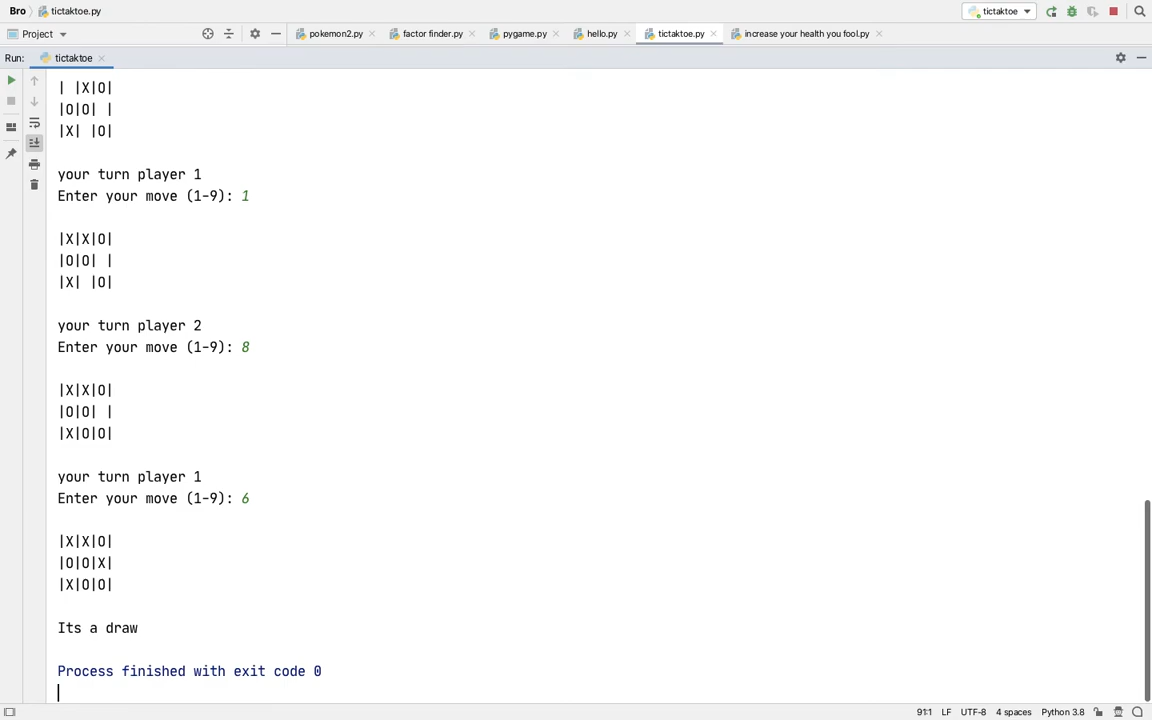 Bro tictaktoe.py tictaktoe
Project pokemon2.py factor finder.py pygame.py hello.py tictaktoe.py increase your health you fool.py
Run: tictaktoe
| |X|O|
|O|O| |
|X| |O|
your turn player 1
Enter your move (1-9): 1
|X|X|O|
|O|O| |
|X| |O|
your turn player 2
Enter your move (1-9): 8
|X|X|O|
|O|O| |
|X|O|O|
your turn player 1
Enter your move (1-9): 6
|X|X|O|
|O|O|X|
|X|O|O|
Its a draw
Process finished with exit code 0
91:1 LF UTF-8 4 spaces Python 3.8